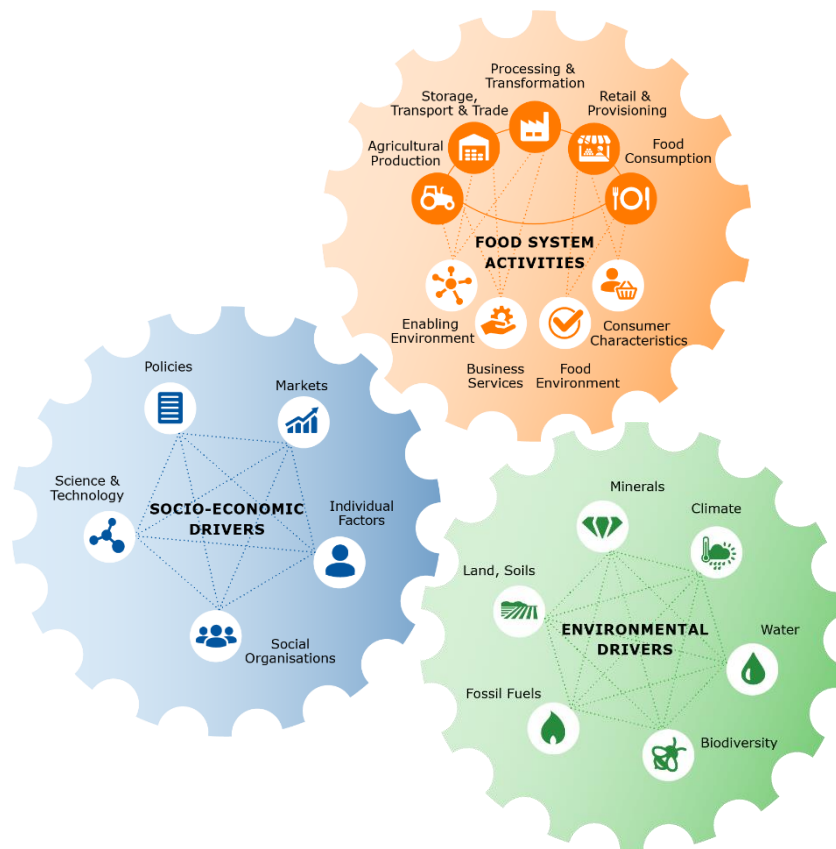 Processing &
Transformation
Storage,
Transport & Trade
Retail &
Provisioning
Agricultural
Production
Food
Consumption
FOOD SYSTEM
ACTIVITIES
Enabling
Environment
Consumer
Characteristics
Business
Services
Food
Environment
Policies
Markets
Science &
Technology
SOCIO-ECONOMIC
DRIVERS
Individual
Factors
Social
Organisations
Minerals
Climate
Land, Soils
ENVIRONMENTAL
DRIVERS
Water
Fossil Fuels
Biodiversity